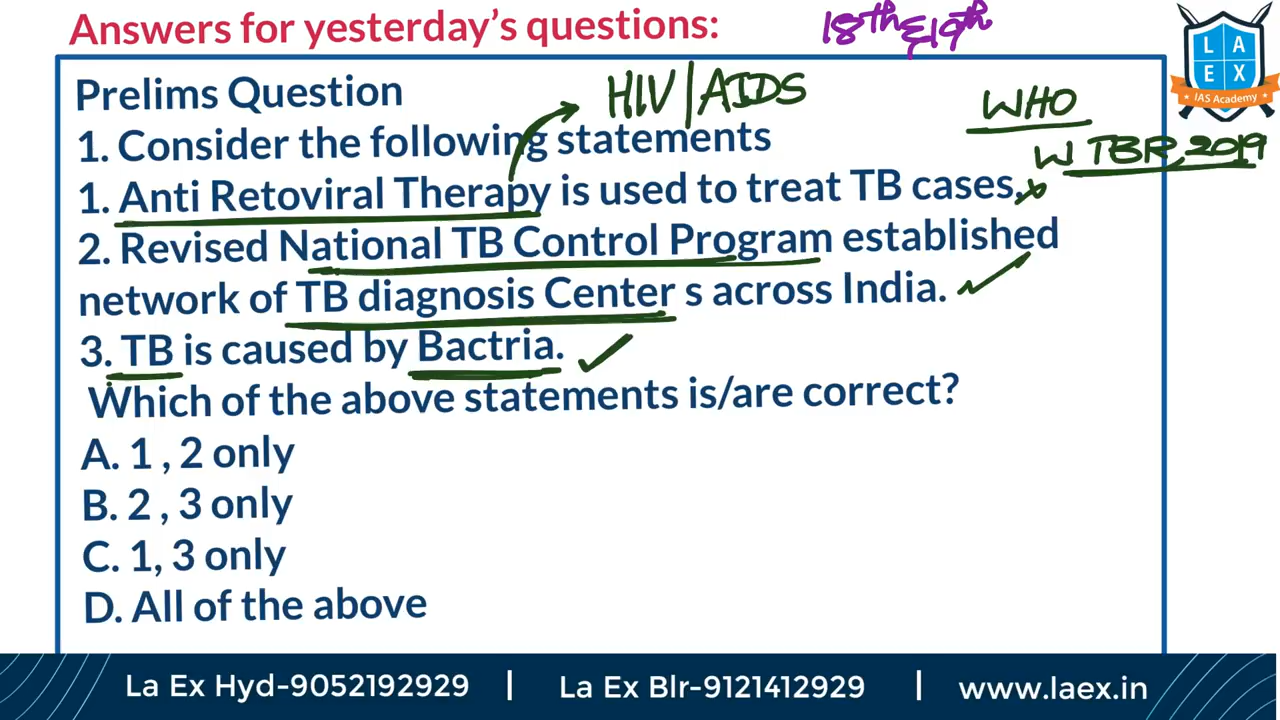 Answers for yesterday's questions:
18th & 19th
LA
EX
IAS Academy
Prelims Question
HIV/AIDS
WHO
W TBR, 2019
1. Consider the following statements
1. Anti Retoviral Therapy is used to treat TB cases.
2. Revised National TB Control Program established
network of TB diagnosis Center s across India.
3. TB is caused by Bactria.
Which of the above statements is/are correct?
A. 1 , 2 only
B. 2 , 3 only
C. 1, 3 only
D. All of the above
La Ex Hyd-9052192929 | La Ex Blr-9121412929 | www.laex.in